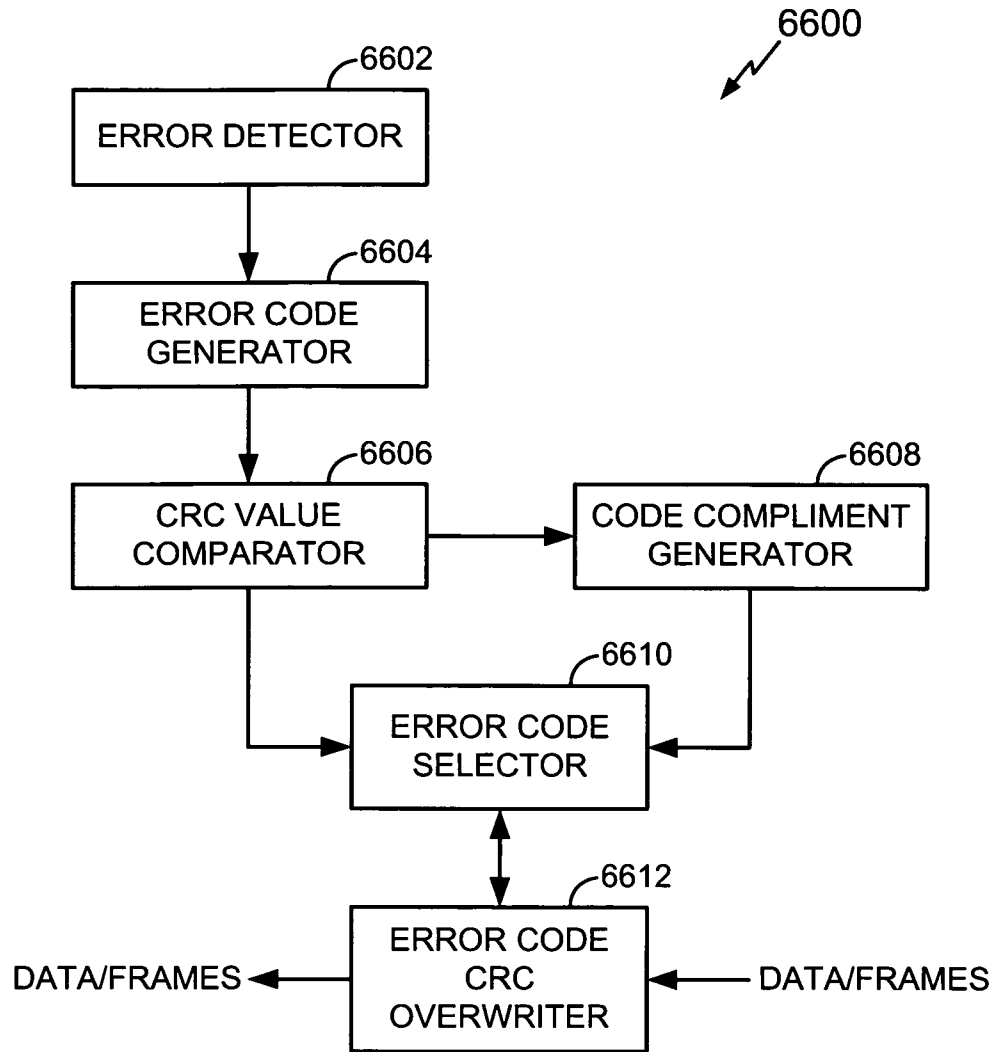 6600
6602
ERROR DETECTOR
6604
ERROR CODE
GENERATOR
6606
CRC VALUE
COMPARATOR
6608
CODE COMPLIMENT
GENERATOR
6610
ERROR CODE
SELECTOR
6612
ERROR CODE
CRC
OVERWRITER
DATA/FRAMES
DATA/FRAMES